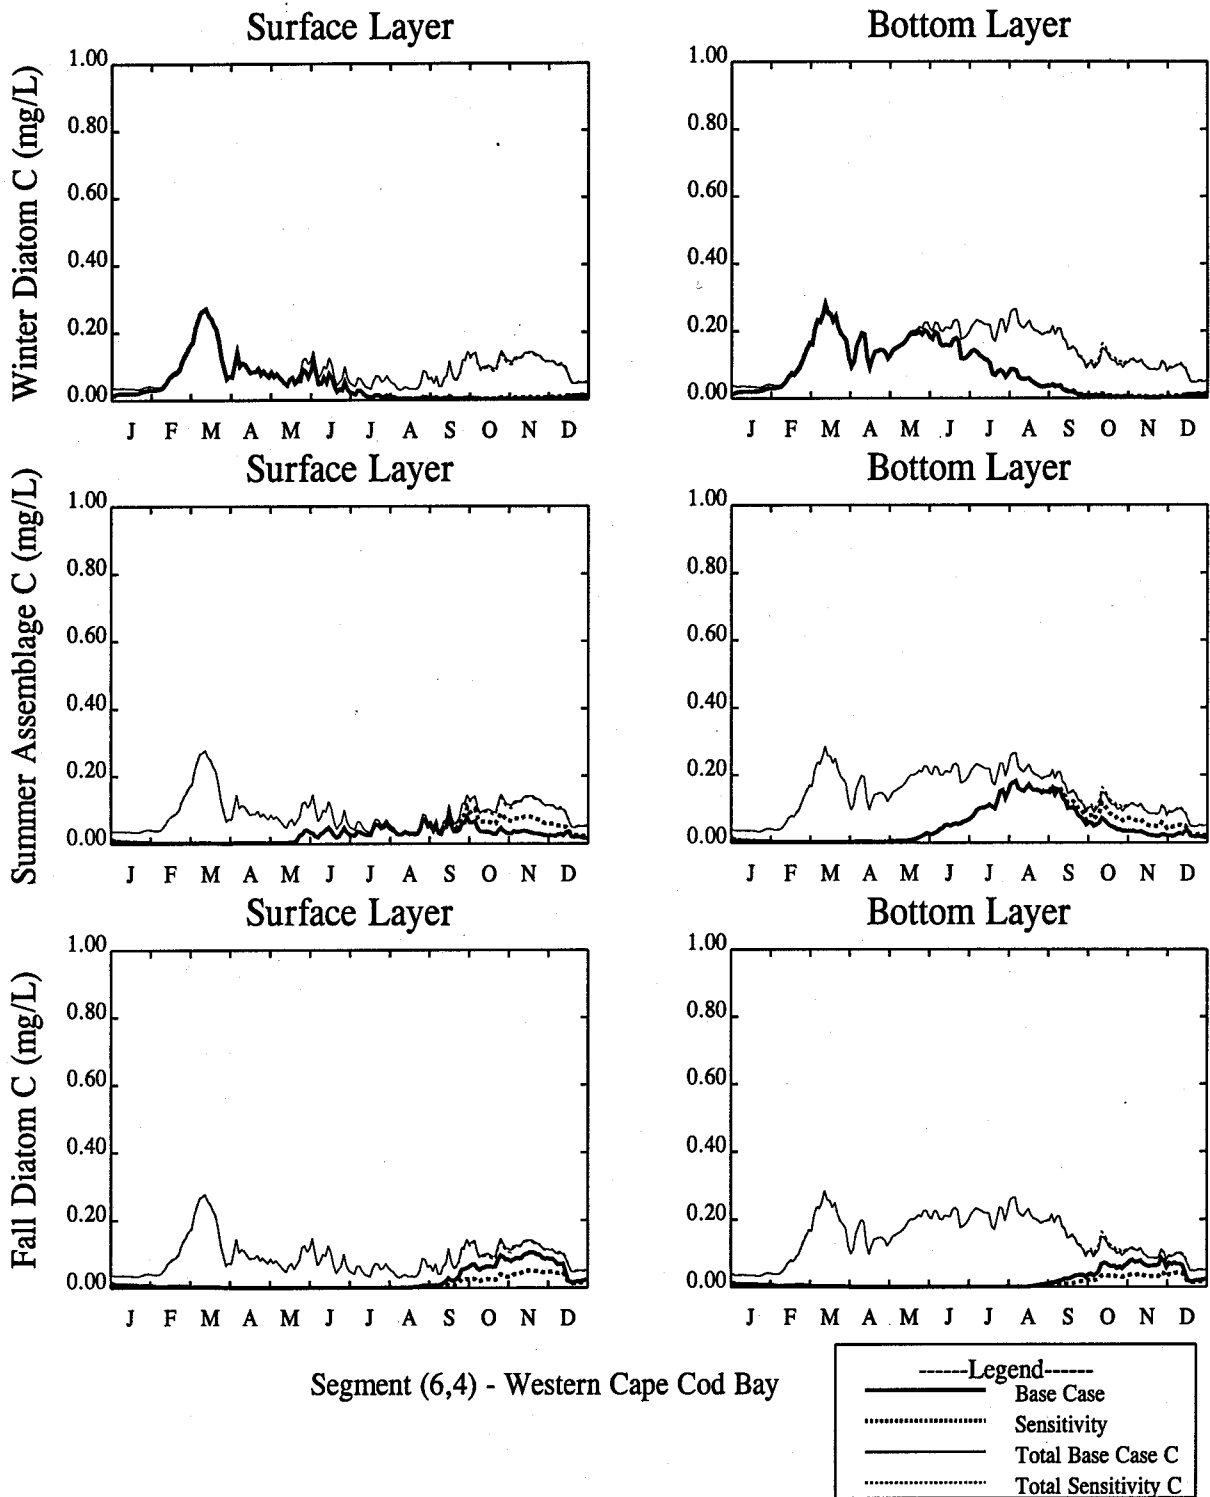 Surface Layer
Bottom Layer
Winter Diatom C (mg/L)
1.00
0.80
0.60
0.40
0.20
0.00
J F M A M J J A S O N D
1.00
0.80
0.60
0.40
0.20
0.00
J F M A M J J A S O N D
Surface Layer
Bottom Layer
Summer Assemblage C (mg/L)
1.00
0.80
0.60
0.40
0.20
0.00
J F M A M J J A S O N D
1.00
0.80
0.60
0.40
0.20
0.00
J F M A M J J A S O N D
Surface Layer
Bottom Layer
Fall Diatom C (mg/L)
1.00
0.80
0.60
0.40
0.20
0.00
J F M A M J J A S O N D
1.00
0.80
0.60
0.40
0.20
0.00
J F M A M J J A S O N D
Segment (6,4) - Western Cape Cod Bay
------Legend------
Base Case
Sensitivity
Total Base Case C
Total Sensitivity C